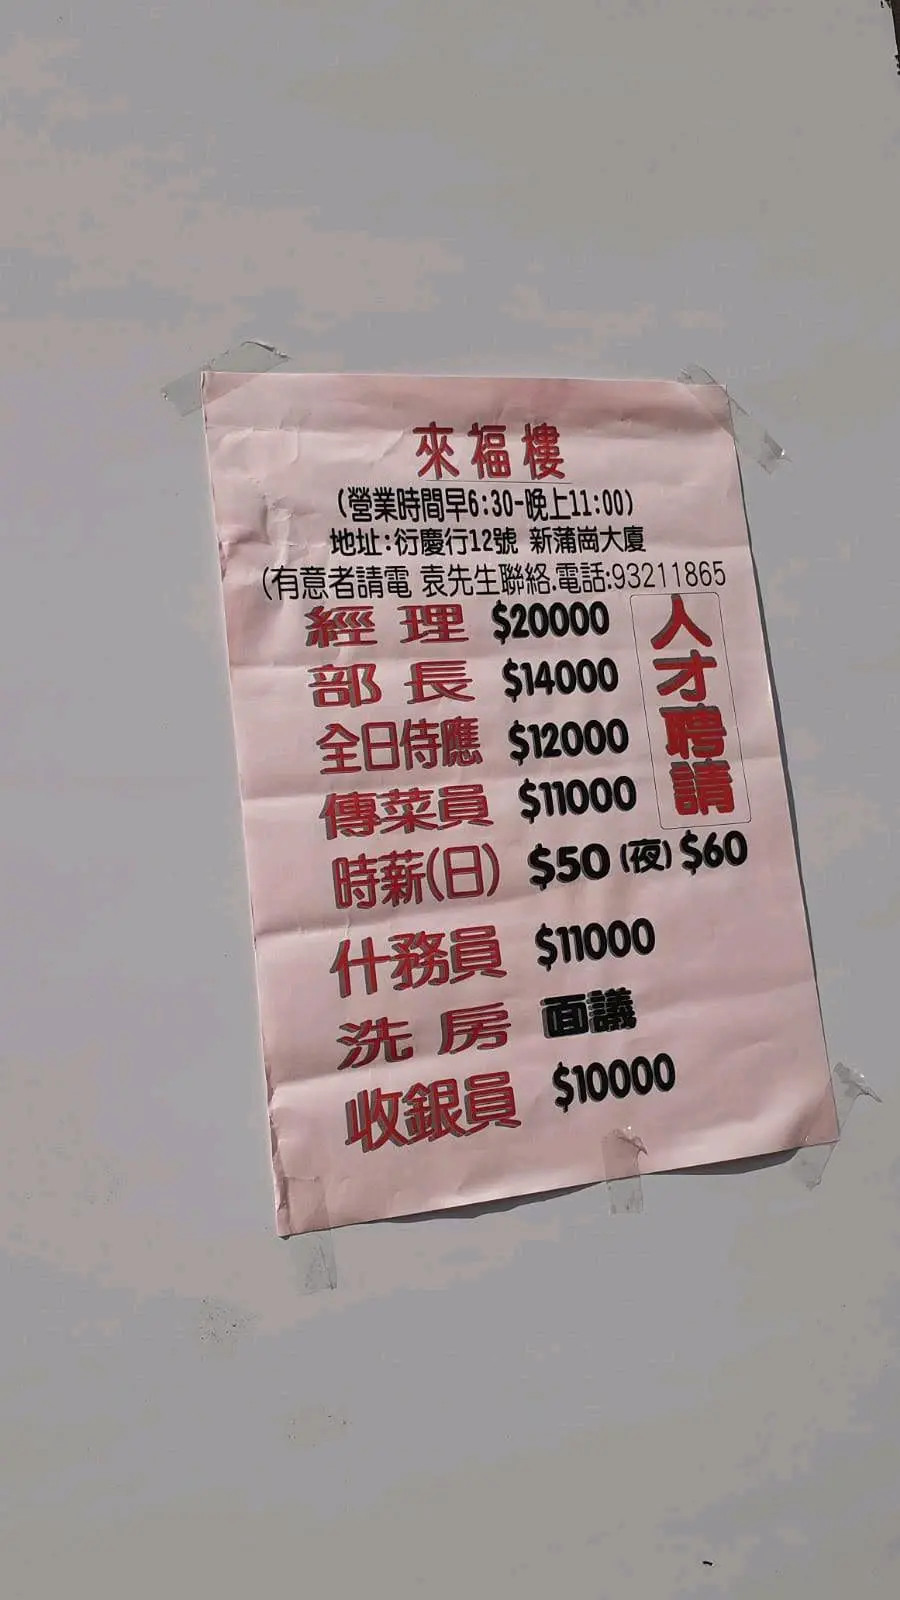 來福樓
(營業時間早6:30-晚上11:00)
地址:衍慶行12號 新蒲崗大廈
(有意者請電 袁先生聯絡.電話:93211865
人才聘請
經理 $20000
部長 $14000
全日侍應 $12000
傳菜員 $11000
時薪(日) $50 (夜) $60
什務員 $11000
洗房 面議
收銀員 $10000